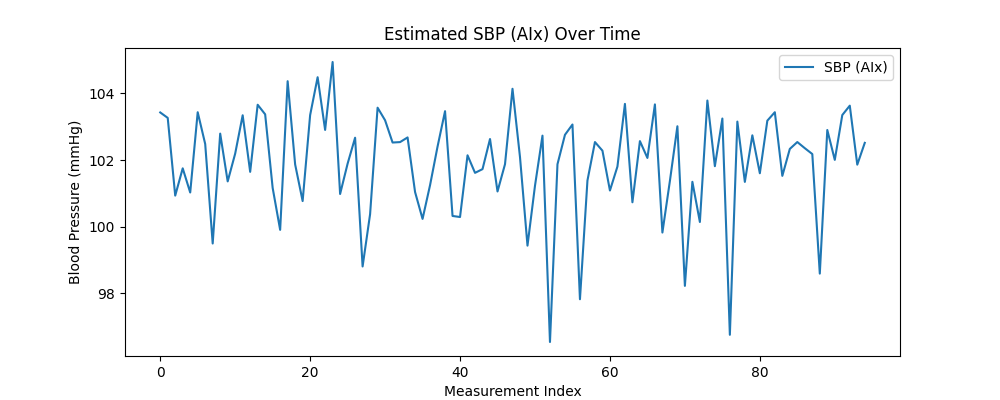 Estimated SBP (AIx) Over Time
SBP (AIx)
Blood Pressure (mmHg)
104
102
100
98
0 20 40 60 80
Measurement Index